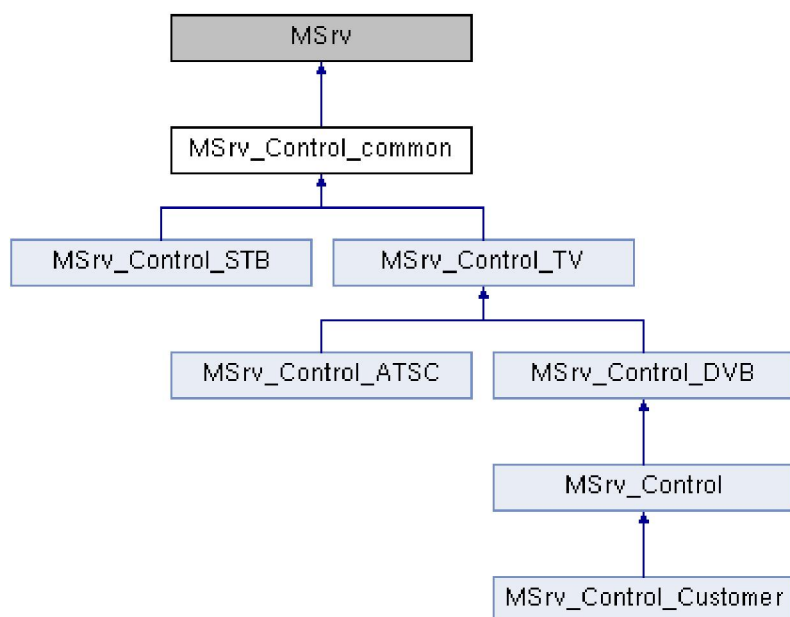 MSrv
MSrv_Control_common
MSrv_Control_STB
MSrv_Control_TV
MSrv_Control_ATSC
MSrv_Control_DVB
MSrv_Control
MSrv_Control_Customer